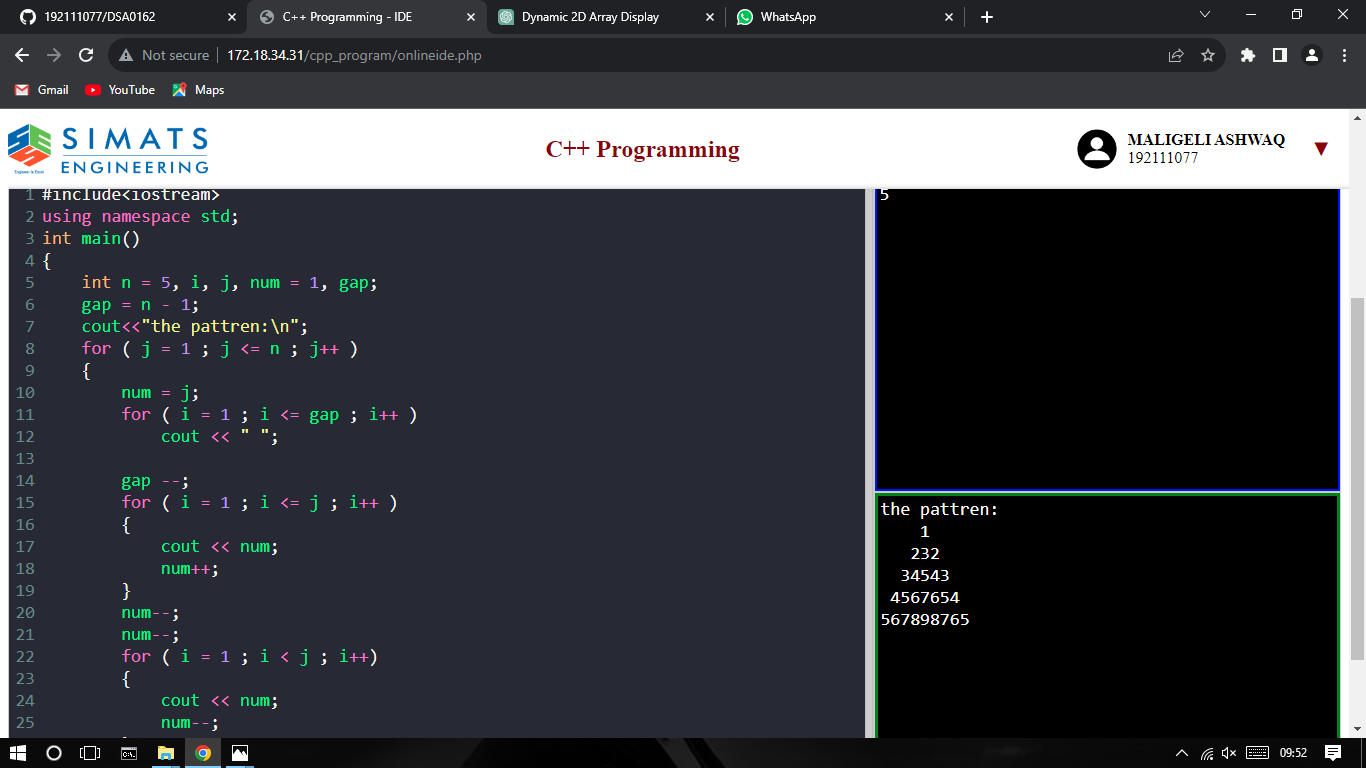 192111077/DSA0162
C++ Programming - IDE
Dynamic 2D Array Display
WhatsApp
Not secure
172.18.34.31/cpp_program/onlineide.php
Gmail
YouTube
Maps
SIMATS
ENGINEERING
Engineer to Excel
C++ Programming
MALIGELI ASHWAQ
192111077
1 #include<iostream>
2 using namespace std;
3 int main()
4 {
5     int n = 5, i, j, num = 1, gap;
6     gap = n - 1;
7     cout<<"the pattren:\n";
8     for ( j = 1 ; j <= n ; j++ )
9     {
10         num = j;
11         for ( i = 1 ; i <= gap ; i++ )
12             cout << " ";
13
14         gap --;
15         for ( i = 1 ; i <= j ; i++ )
16         {
17             cout << num;
18             num++;
19         }
20         num--;
21         num--;
22         for ( i = 1 ; i < j ; i++)
23         {
24             cout << num;
25             num--;
5
the pattren:
    1
   232
  34543
 4567654
567898765
09:52